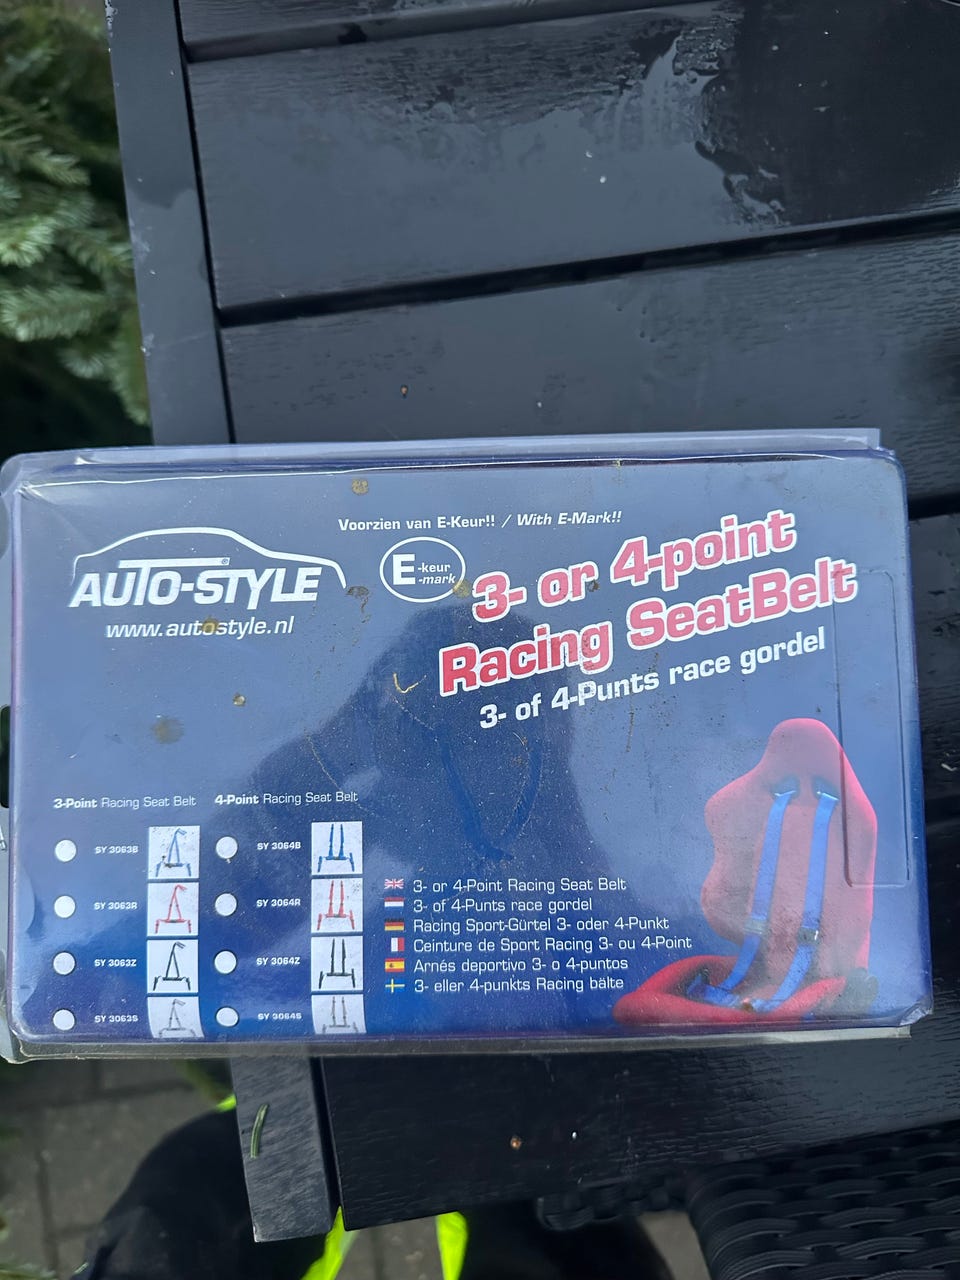 Voorzien van E-Keur!! / With E-Mark!!
AUTO-STYLE®
www.autostyle.nl
E-keur
-mark
3- or 4-point
Racing SeatBelt
3- of 4-Punts race gordel
3-Point Racing Seat Belt
4-Point Racing Seat Belt
SY 3063B
SY 3064B
SY 3063R
SY 3064R
SY 3063Z
SY 3064Z
SY 3063S
SY 3064S
3- or 4-Point Racing Seat Belt
3- of 4-Punts race gordel
Racing Sport-Gürtel 3- oder 4-Punkt
Ceinture de Sport Racing 3- ou 4-Point
Arnés deportivo 3- o 4-puntos
3- eller 4-punkts Racing bälte